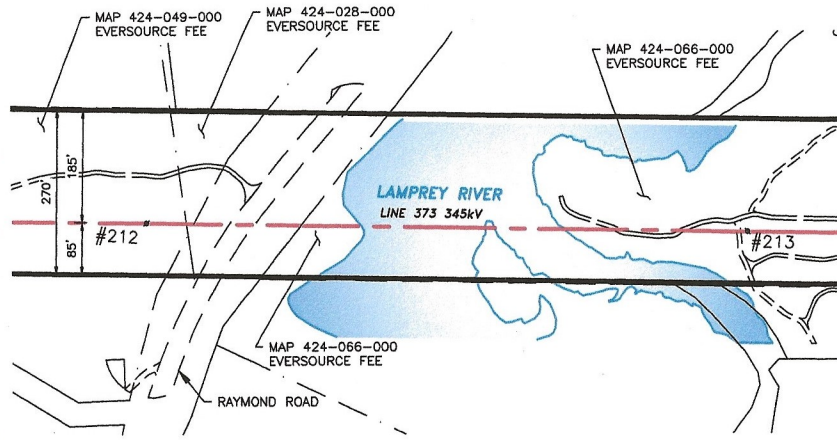 MAP 424-049-000
EVERSOURCE FEE
MAP 424-028-000
EVERSOURCE FEE
MAP 424-066-000
EVERSOURCE FEE
270'
185'
85'
LAMPREY RIVER
LINE 373 345kV
#212
#213
MAP 424-066-000
EVERSOURCE FEE
RAYMOND ROAD